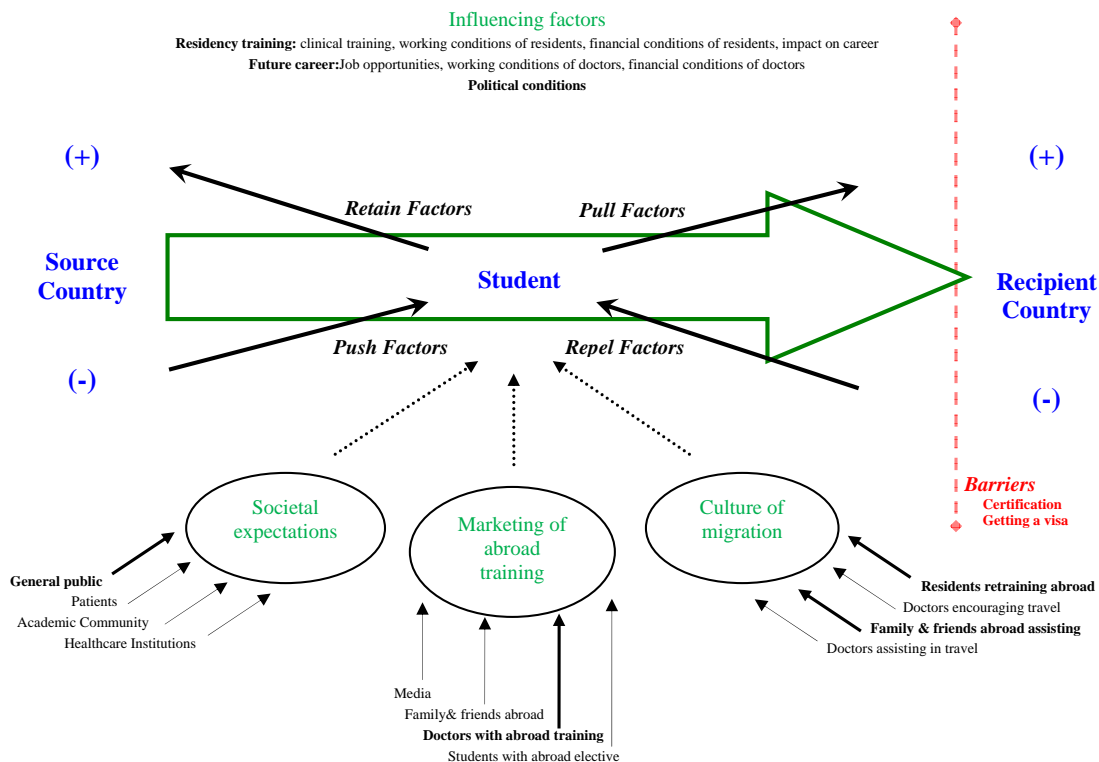 Influencing factors
Residency training: clinical training, working conditions of residents, financial conditions of residents, impact on career
Future career:Job opportunities, working conditions of doctors, financial conditions of doctors
Political conditions
(+)
(+)
Retain Factors
Pull Factors
Source
Country
Student
Recipient
Country
Push Factors
Repel Factors
(-)
(-)
Barriers
Certification
Getting a visa
Societal
expectations
Marketing of
abroad
training
Culture of
migration
General public
Patients
Academic Community
Healthcare Institutions
Media
Family& friends abroad
Doctors with abroad training
Students with abroad elective
Residents retraining abroad
Doctors encouraging travel
Family & friends abroad assisting
Doctors assisting in travel